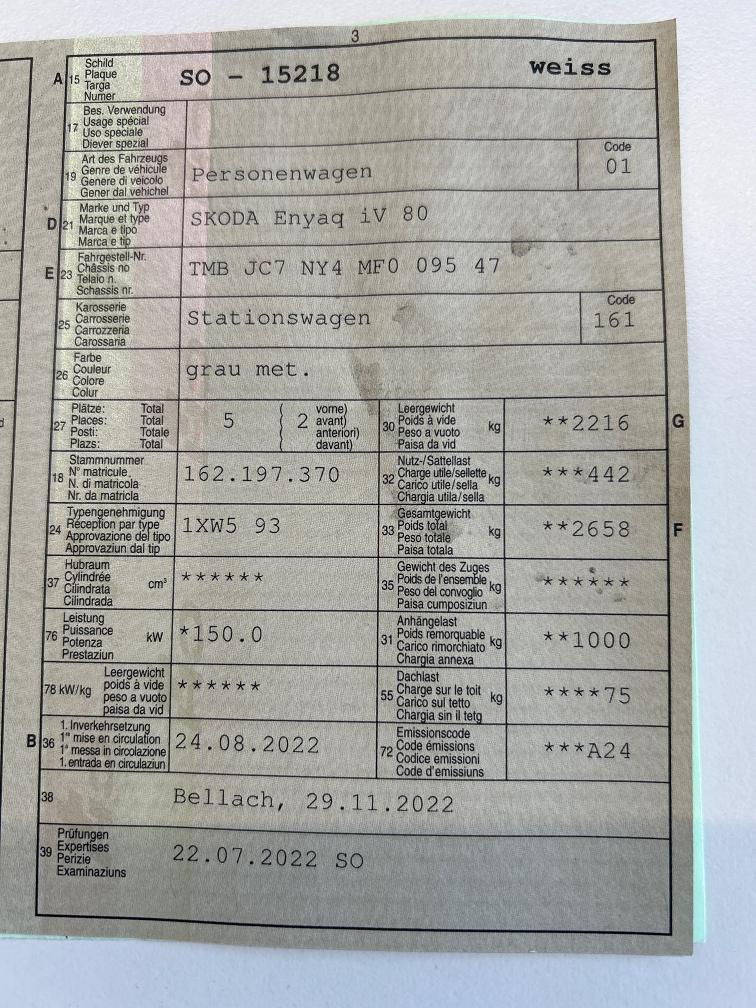 3
A 15 Schild
Plaque
Targa
Numer
SO - 15218 weiss
17 Bes. Verwendung
Usage spécial
Uso speciale
Diever spezial
19 Art des Fahrzeugs
Genre de véhicule
Genere di veicolo
Gener dal vehichel
Personenwagen
Code
01
D 21 Marke und Typ
Marque et type
Marca e tipo
Marca e tip
SKODA Enyaq iV 80
E 23 Fahrgestell-Nr.
Châssis no
Telaio n.
Schassis nr.
TMB JC7 NY4 MF0 095 47
25 Karosserie
Carrosserie
Carrozzeria
Carossaria
Stationswagen
Code
161
26 Farbe
Couleur
Colore
Colur
grau met.
27 Plätze: Total
Places: Total
Posti: Totale
Plazs: Total
5 ( 2 vorne)
( avant)
( anteriori)
( davant)
30 Leergewicht
Poids à vide
Peso a vuoto
Paisa da vid
kg
**2216
G
18 Stammnummer
N° matricule
N. di matricola
Nr. da matricla
162.197.370
32 Nutz-/Sattellast
Charge utile/sellette
Carico utile/sella
Chargia utila/sella
kg
***442
24 Typengenehmigung
Réception par type
Approvazione del tipo
Approvaziun dal tip
1XW5 93
33 Gesamtgewicht
Poids total
Peso totale
Paisa totala
kg
**2658
F
37 Hubraum
Cylindrée
Cilindrata
Cilindrada
cm³
******
35 Gewicht des Zuges
Poids de l'ensemble
Peso del convoglio
Paisa cumposiziun
kg
******
76 Leistung
Puissance
Potenza
Prestaziun
kW
*150.0
31 Anhängelast
Poids remorquable
Carico rimorchiato
Chargia annexa
kg
**1000
78 kW/kg
Leergewicht
poids à vide
peso a vuoto
paisa da vid
******
55 Dachlast
Charge sur le toit
Carico sul tetto
Chargia sin il tetg
kg
****75
B 36 1. Inverkehrsetzung
1re mise en circulation
1a messa in circolazione
1. entrada en circulaziun
24.08.2022
72 Emissionscode
Code émissions
Codice emissioni
Code d'emissiuns
***A24
38
Bellach, 29.11.2022
39 Prüfungen
Expertises
Perizie
Examinaziuns
22.07.2022 SO